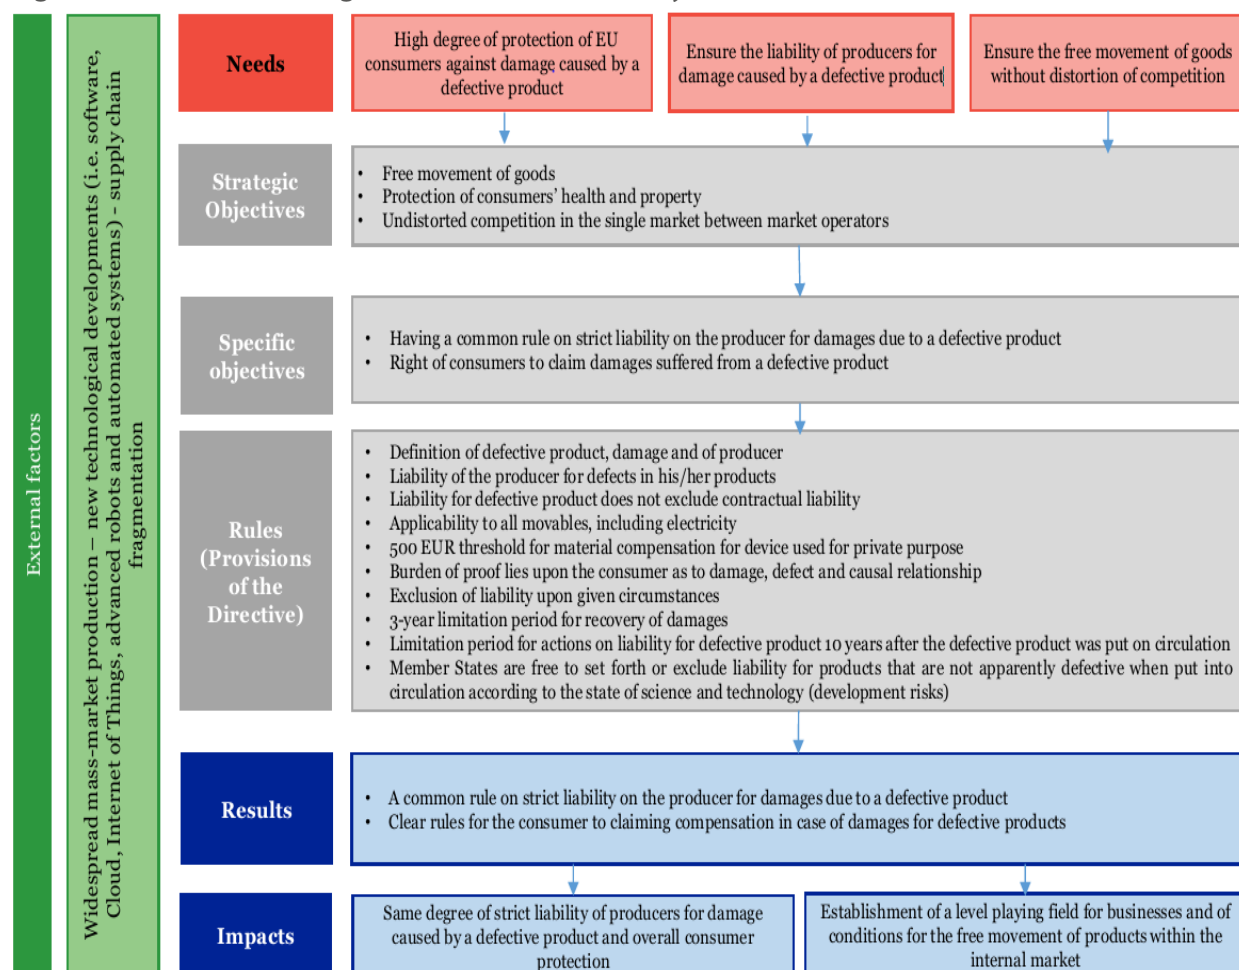 External factors
Widespread mass-market production – new technological developments (i.e. software,
Cloud, Internet of Things, advanced robots and automated systems) - supply chain
fragmentation
Needs
High degree of protection of EU
consumers against damage caused by a
defective product
Ensure the liability of producers for
damage caused by a defective product
Ensure the free movement of goods
without distortion of competition
Strategic
Objectives
• Free movement of goods
• Protection of consumers’ health and property
• Undistorted competition in the single market between market operators
Specific
objectives
• Having a common rule on strict liability on the producer for damages due to a defective product
• Right of consumers to claim damages suffered from a defective product
Rules
(Provisions
of the
Directive)
• Definition of defective product, damage and of producer
• Liability of the producer for defects in his/her products
• Liability for defective product does not exclude contractual liability
• Applicability to all movables, including electricity
• 500 EUR threshold for material compensation for device used for private purpose
• Burden of proof lies upon the consumer as to damage, defect and causal relationship
• Exclusion of liability upon given circumstances
• 3-year limitation period for recovery of damages
• Limitation period for actions on liability for defective product 10 years after the defective product was put on circulation
• Member States are free to set forth or exclude liability for products that are not apparently defective when put into
circulation according to the state of science and technology (development risks)
Results
• A common rule on strict liability on the producer for damages due to a defective product
• Clear rules for the consumer to claiming compensation in case of damages for defective products
Impacts
Same degree of strict liability of producers for damage
caused by a defective product and overall consumer
protection
Establishment of a level playing field for businesses and of
conditions for the free movement of products within the
internal market